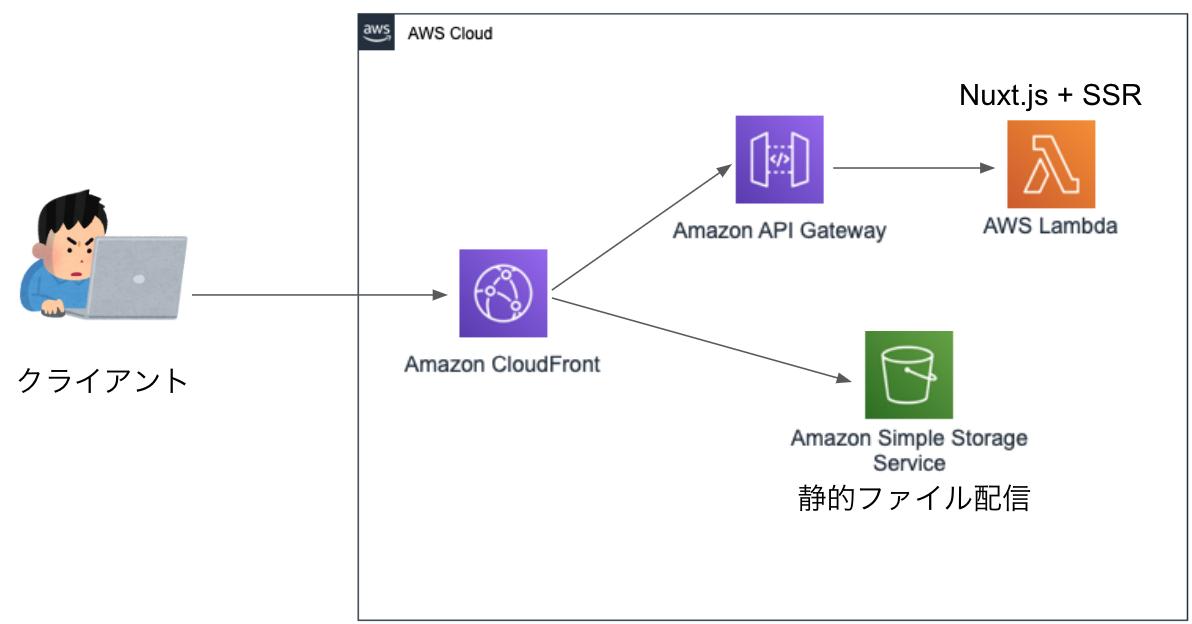 aws
AWS Cloud
Nuxt.js + SSR
</>
Amazon API Gateway
AWS Lambda
Amazon CloudFront
クライアント
Amazon Simple Storage
Service
静的ファイル配信